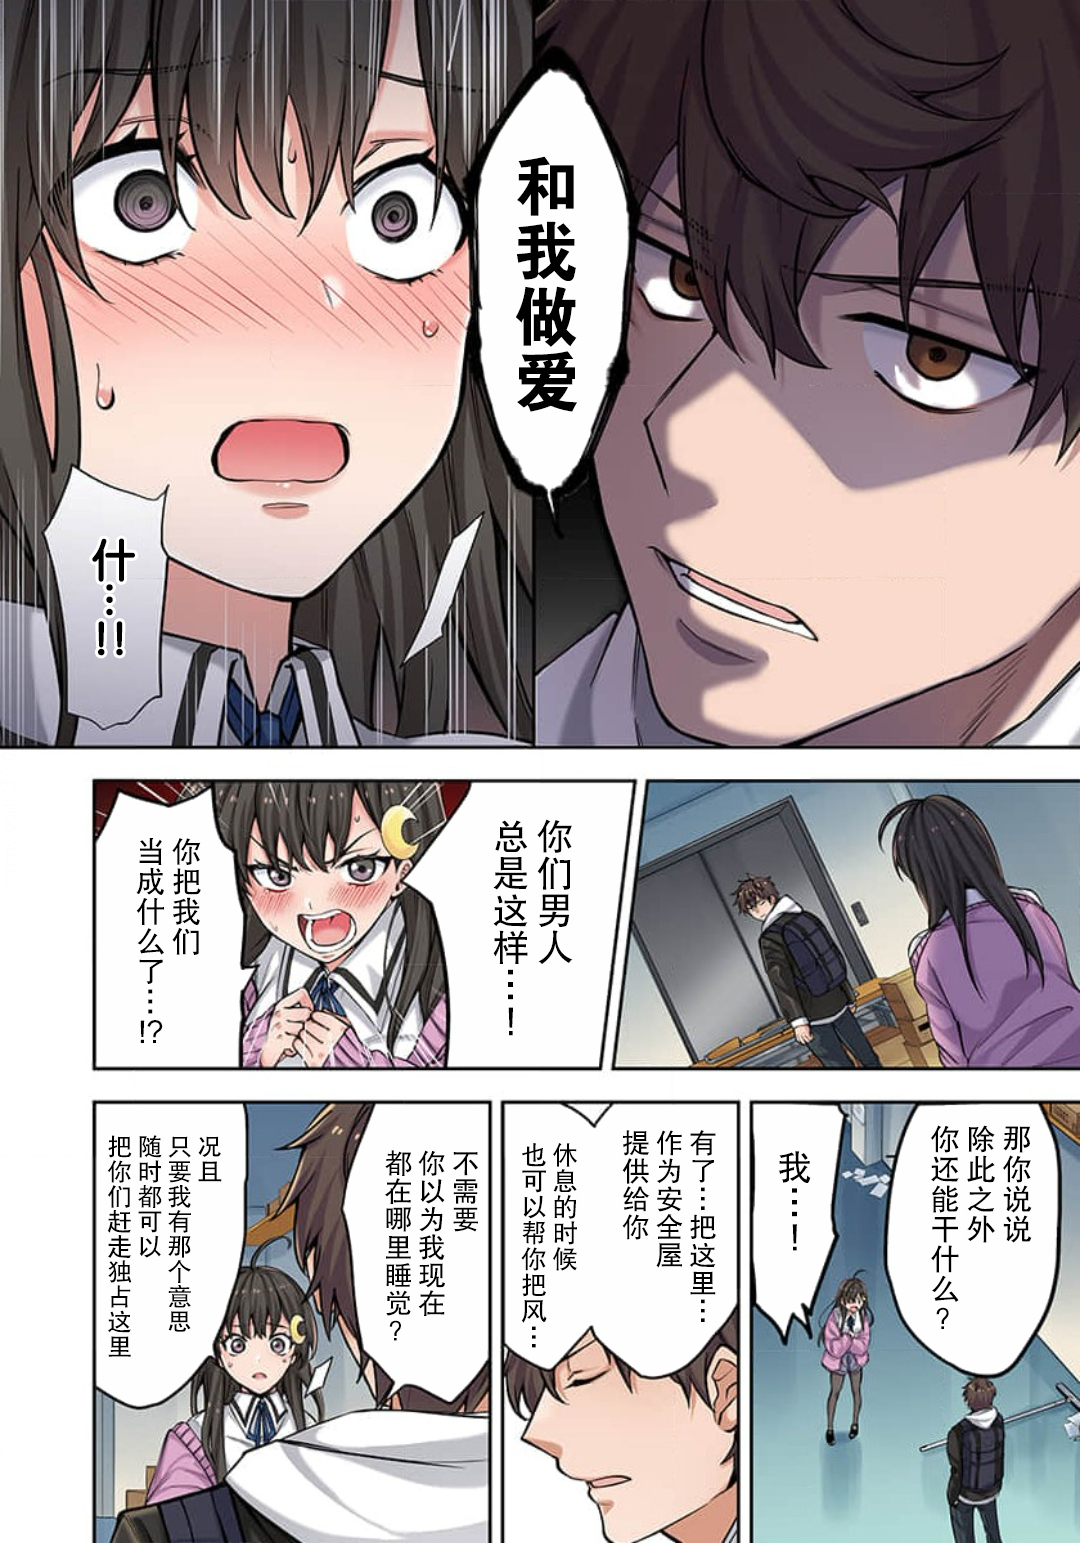 和我做爱
什…!!
你们男人
总是这样…!
你把我们
当成什么了…!?
那你说说
除此之外
你还能干什么?
我…!
有了…把这里…
作为安全屋
提供给你
休息的时候
也可以帮你把风…
不需要
你以为我现在
都在哪里睡觉?
况且
只要我有那个意思
随时都可以
把你们赶走独占这里